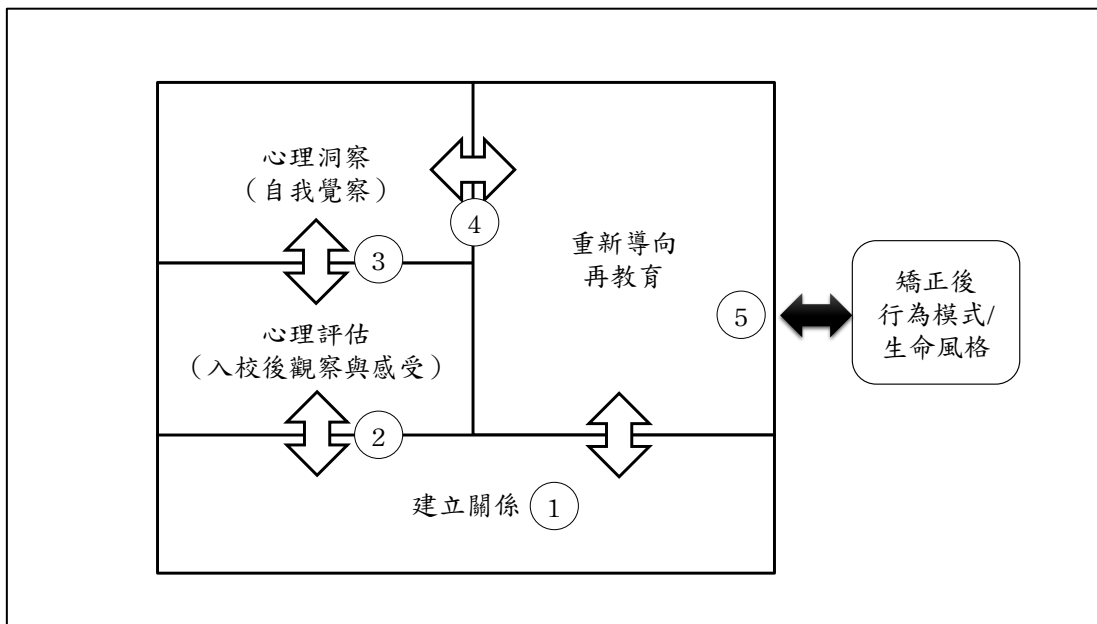 心理洞察
（自我覺察）
④
③
重新導向
再教育
⑤
矯正後
行為模式/
生命風格
心理評估
（入校後觀察與感受）
②
建立關係 ①